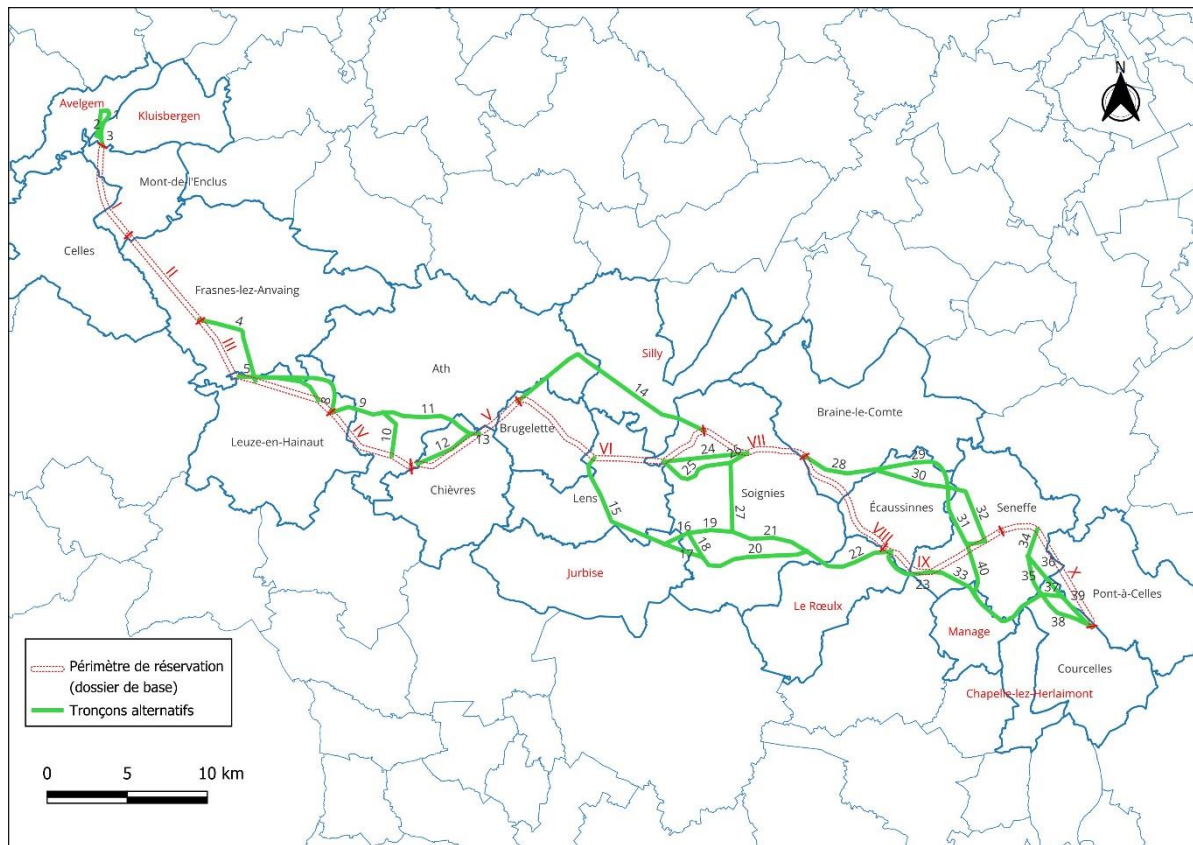 N
Avelgem
Kluisbergen
1
2
3
Mont-de-l'Enclus
I
Celles
II
Frasnes-lez-Anvaing
4
III
Silly
5
Ath
14
8
9
11
V
Brugelette
Braine-le-Comte
IV
10
12
13
Leuze-en-Hainaut
VI
24
26
VII
25
28
29
30
Chièvres
Lens
15
Soignies
27
Écaussinnes
31
32
Seneffe
16
19
21
VIII
34
17
18
20
22
IX
40
36
X
Jurbise
23
33
35
37
39
Pont-à-Celles
Le Rœulx
38
Manage
Courcelles
Chapelle-lez-Herlaimont
Périmètre de réservation
(dossier de base)
Tronçons alternatifs
0 5 10 km